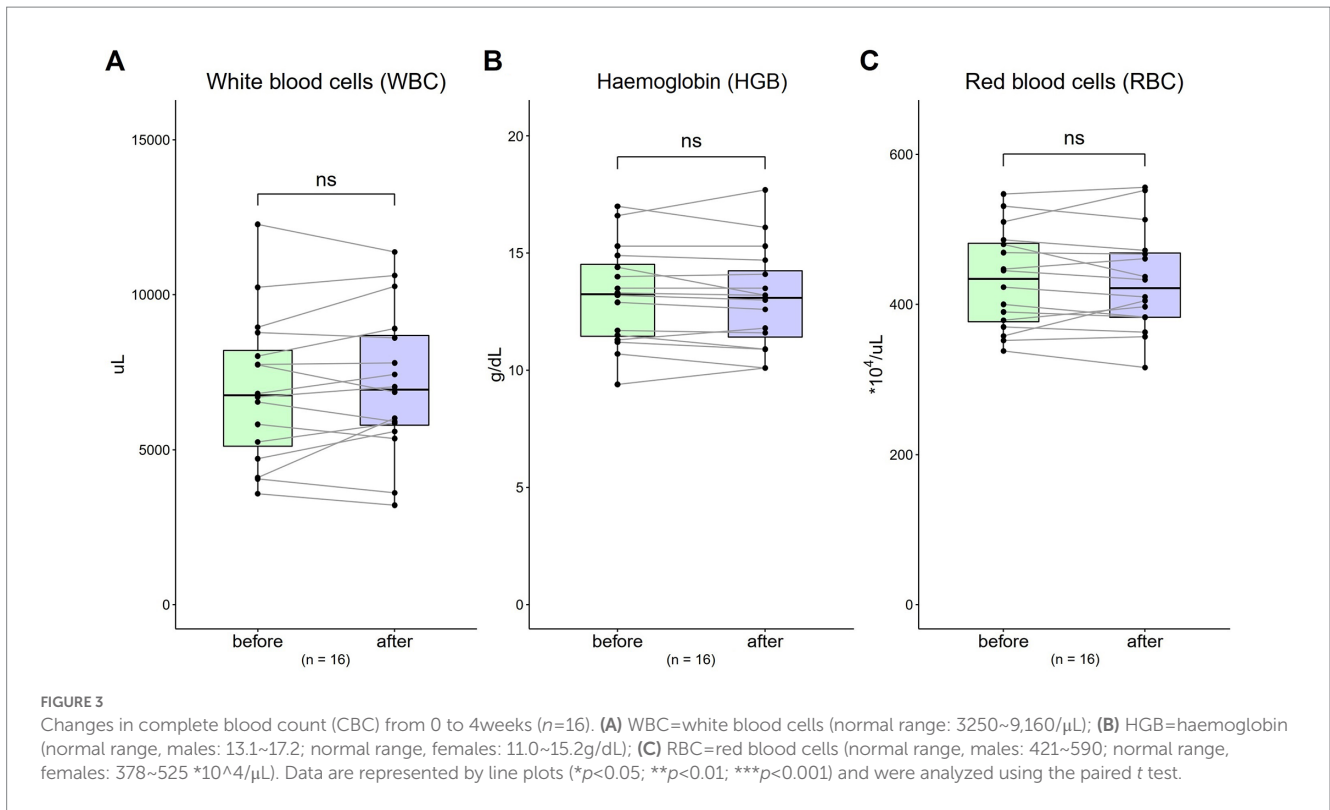 A
White blood cells (WBC)
15000
10000
5000
0
uL
ns
before
after
(n = 16)
B
Haemoglobin (HGB)
20
15
10
5
0
g/dL
ns
before
after
(n = 16)
C
Red blood cells (RBC)
600
400
200
0
*10^4/uL
ns
before
after
(n = 16)
FIGURE 3
Changes in complete blood count (CBC) from 0 to 4weeks (n=16). (A) WBC=white blood cells (normal range: 3250~9,160/μL); (B) HGB=haemoglobin
(normal range, males: 13.1~17.2; normal range, females: 11.0~15.2g/dL); (C) RBC=red blood cells (normal range, males: 421~590; normal range,
females: 378~525 *10^4/μL). Data are represented by line plots (*p<0.05; **p<0.01; ***p<0.001) and were analyzed using the paired t test.